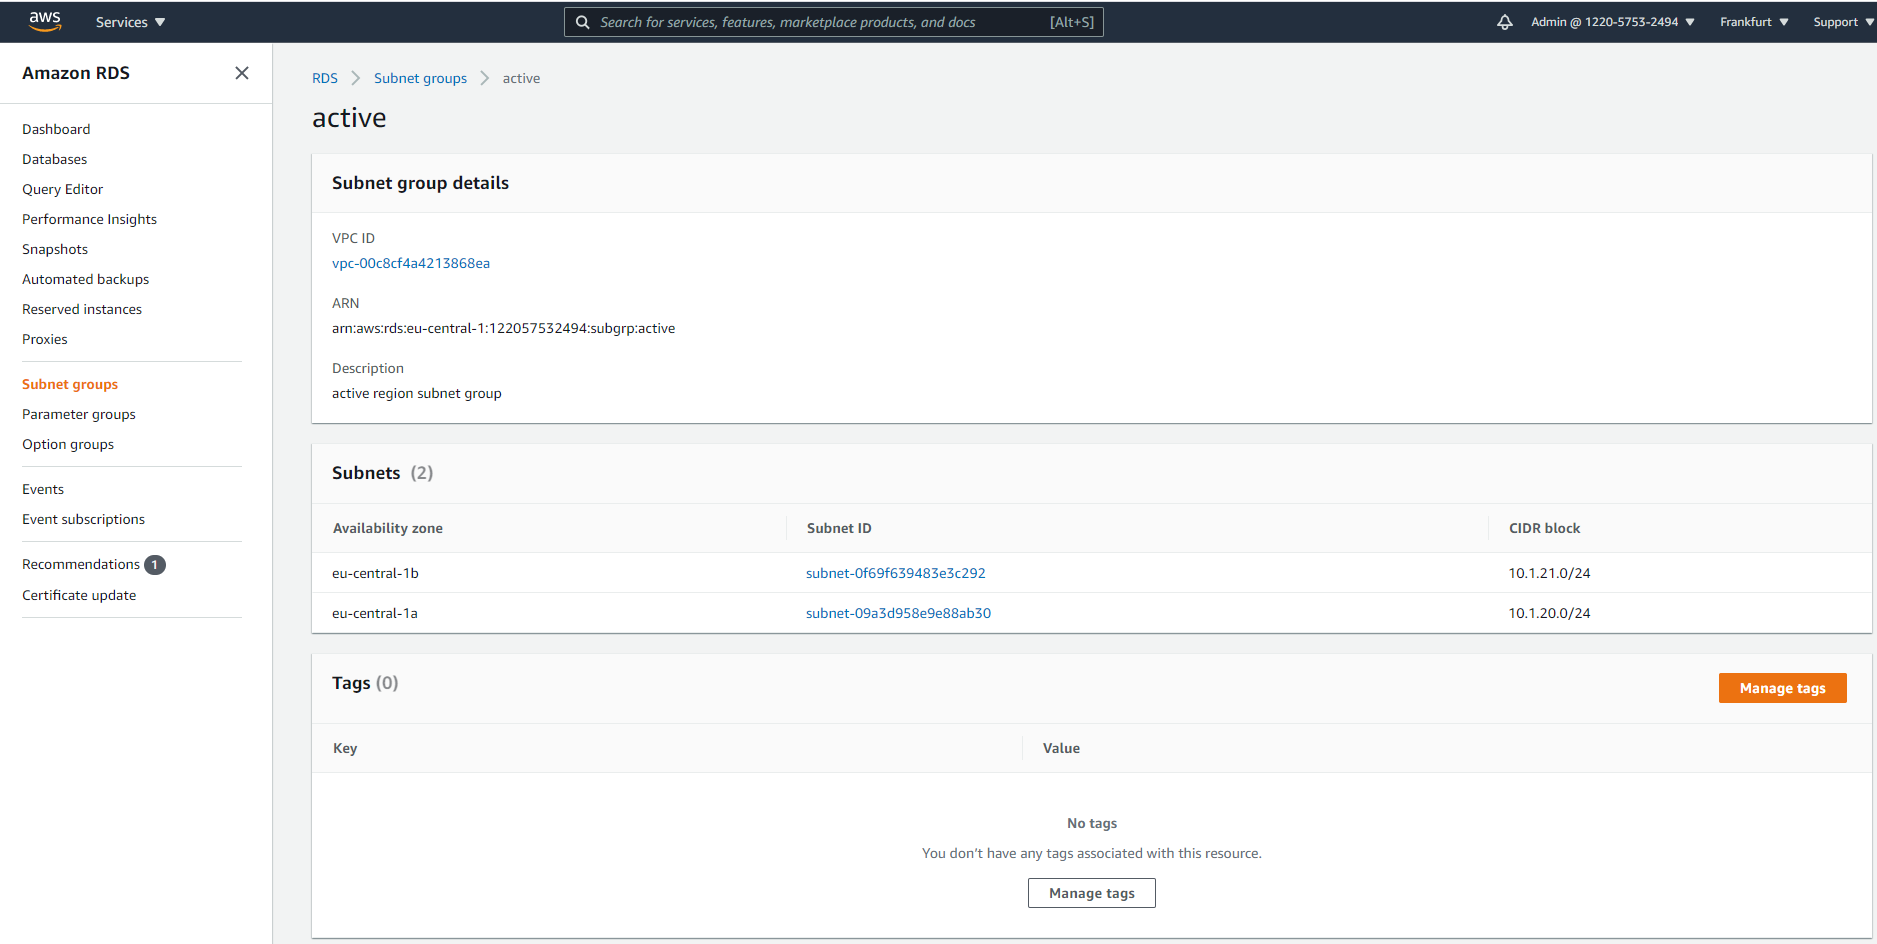 aws
Services
Search for services, features, marketplace products, and docs [Alt+S]
Admin @ 1220-5753-2494
Frankfurt
Support
Amazon RDS
Dashboard
Databases
Query Editor
Performance Insights
Snapshots
Automated backups
Reserved instances
Proxies
Subnet groups
Parameter groups
Option groups
Events
Event subscriptions
Recommendations 1
Certificate update
RDS Subnet groups active
active
Subnet group details
VPC ID
vpc-00c8cf4a4213868ea
ARN
arn:aws:rds:eu-central-1:122057532494:subgrp:active
Description
active region subnet group
Subnets (2)
Availability zone Subnet ID CIDR block
eu-central-1b subnet-0f69f639483e3c292 10.1.21.0/24
eu-central-1a subnet-09a3d958e9e88ab30 10.1.20.0/24
Tags (0)
Manage tags
Key Value
No tags
You don't have any tags associated with this resource.
Manage tags